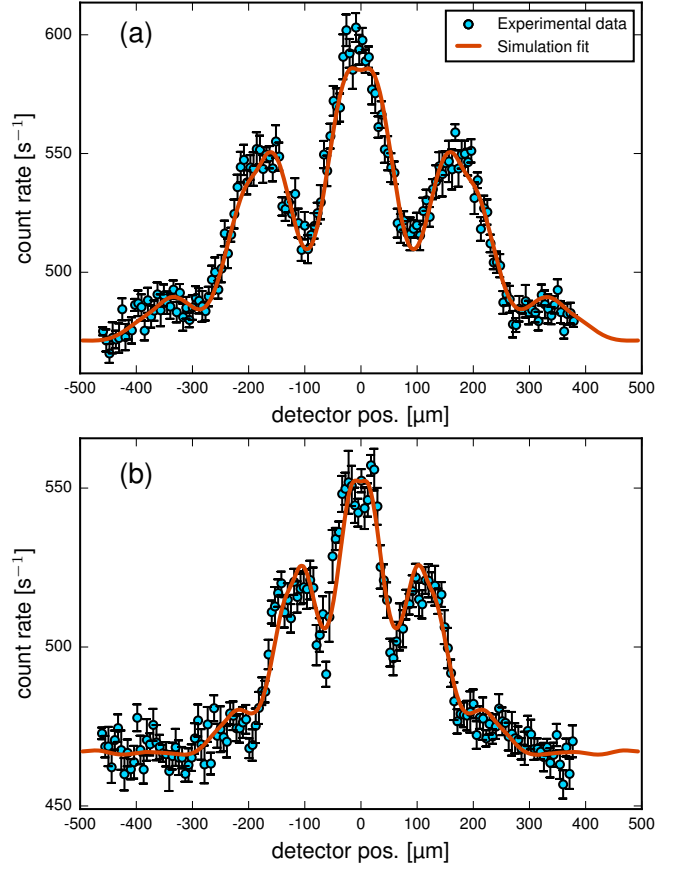 (a)
Experimental data
Simulation fit
600
550
500
count rate [s⁻¹]
-500 -400 -300 -200 -100 0 100 200 300 400 500
detector pos. [µm]
(b)
550
500
450
count rate [s⁻¹]
-500 -400 -300 -200 -100 0 100 200 300 400 500
detector pos. [µm]